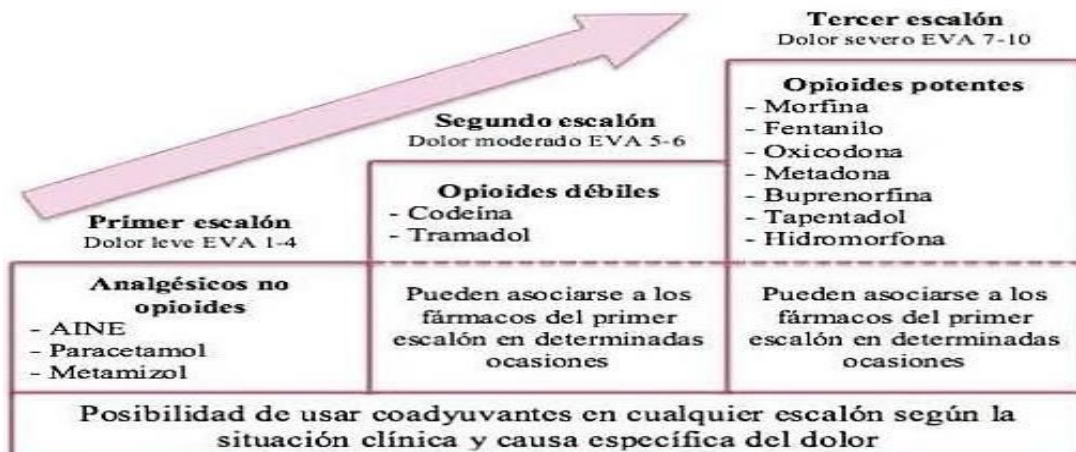 Primer escalón
Dolor leve EVA 1-4
Analgésicos no
opioides
- AINE
- Paracetamol
- Metamizol
Segundo escalón
Dolor moderado EVA 5-6
Opioides débiles
- Codeína
- Tramadol
Pueden asociarse a los
fármacos del primer
escalón en determinadas
ocasiones
Tercer escalón
Dolor severo EVA 7-10
Opioides potentes
- Morfina
- Fentanilo
- Oxicodona
- Metadona
- Buprenorfina
- Tapentadol
- Hidromorfona
Pueden asociarse a los
fármacos del primer
escalón en determinadas
ocasiones
Posibilidad de usar coadyuvantes en cualquier escalón según la
situación clínica y causa específica del dolor